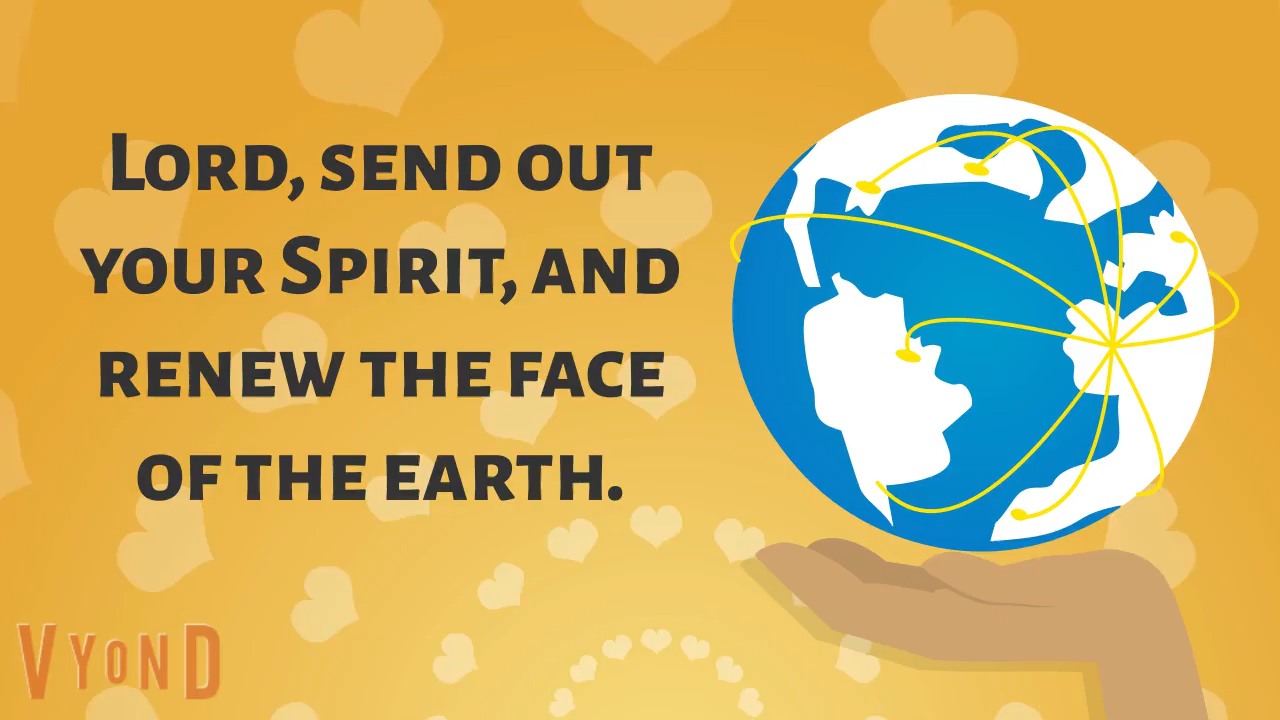 Lord, send out
your Spirit, and
renew the face
of the earth.
Vyond